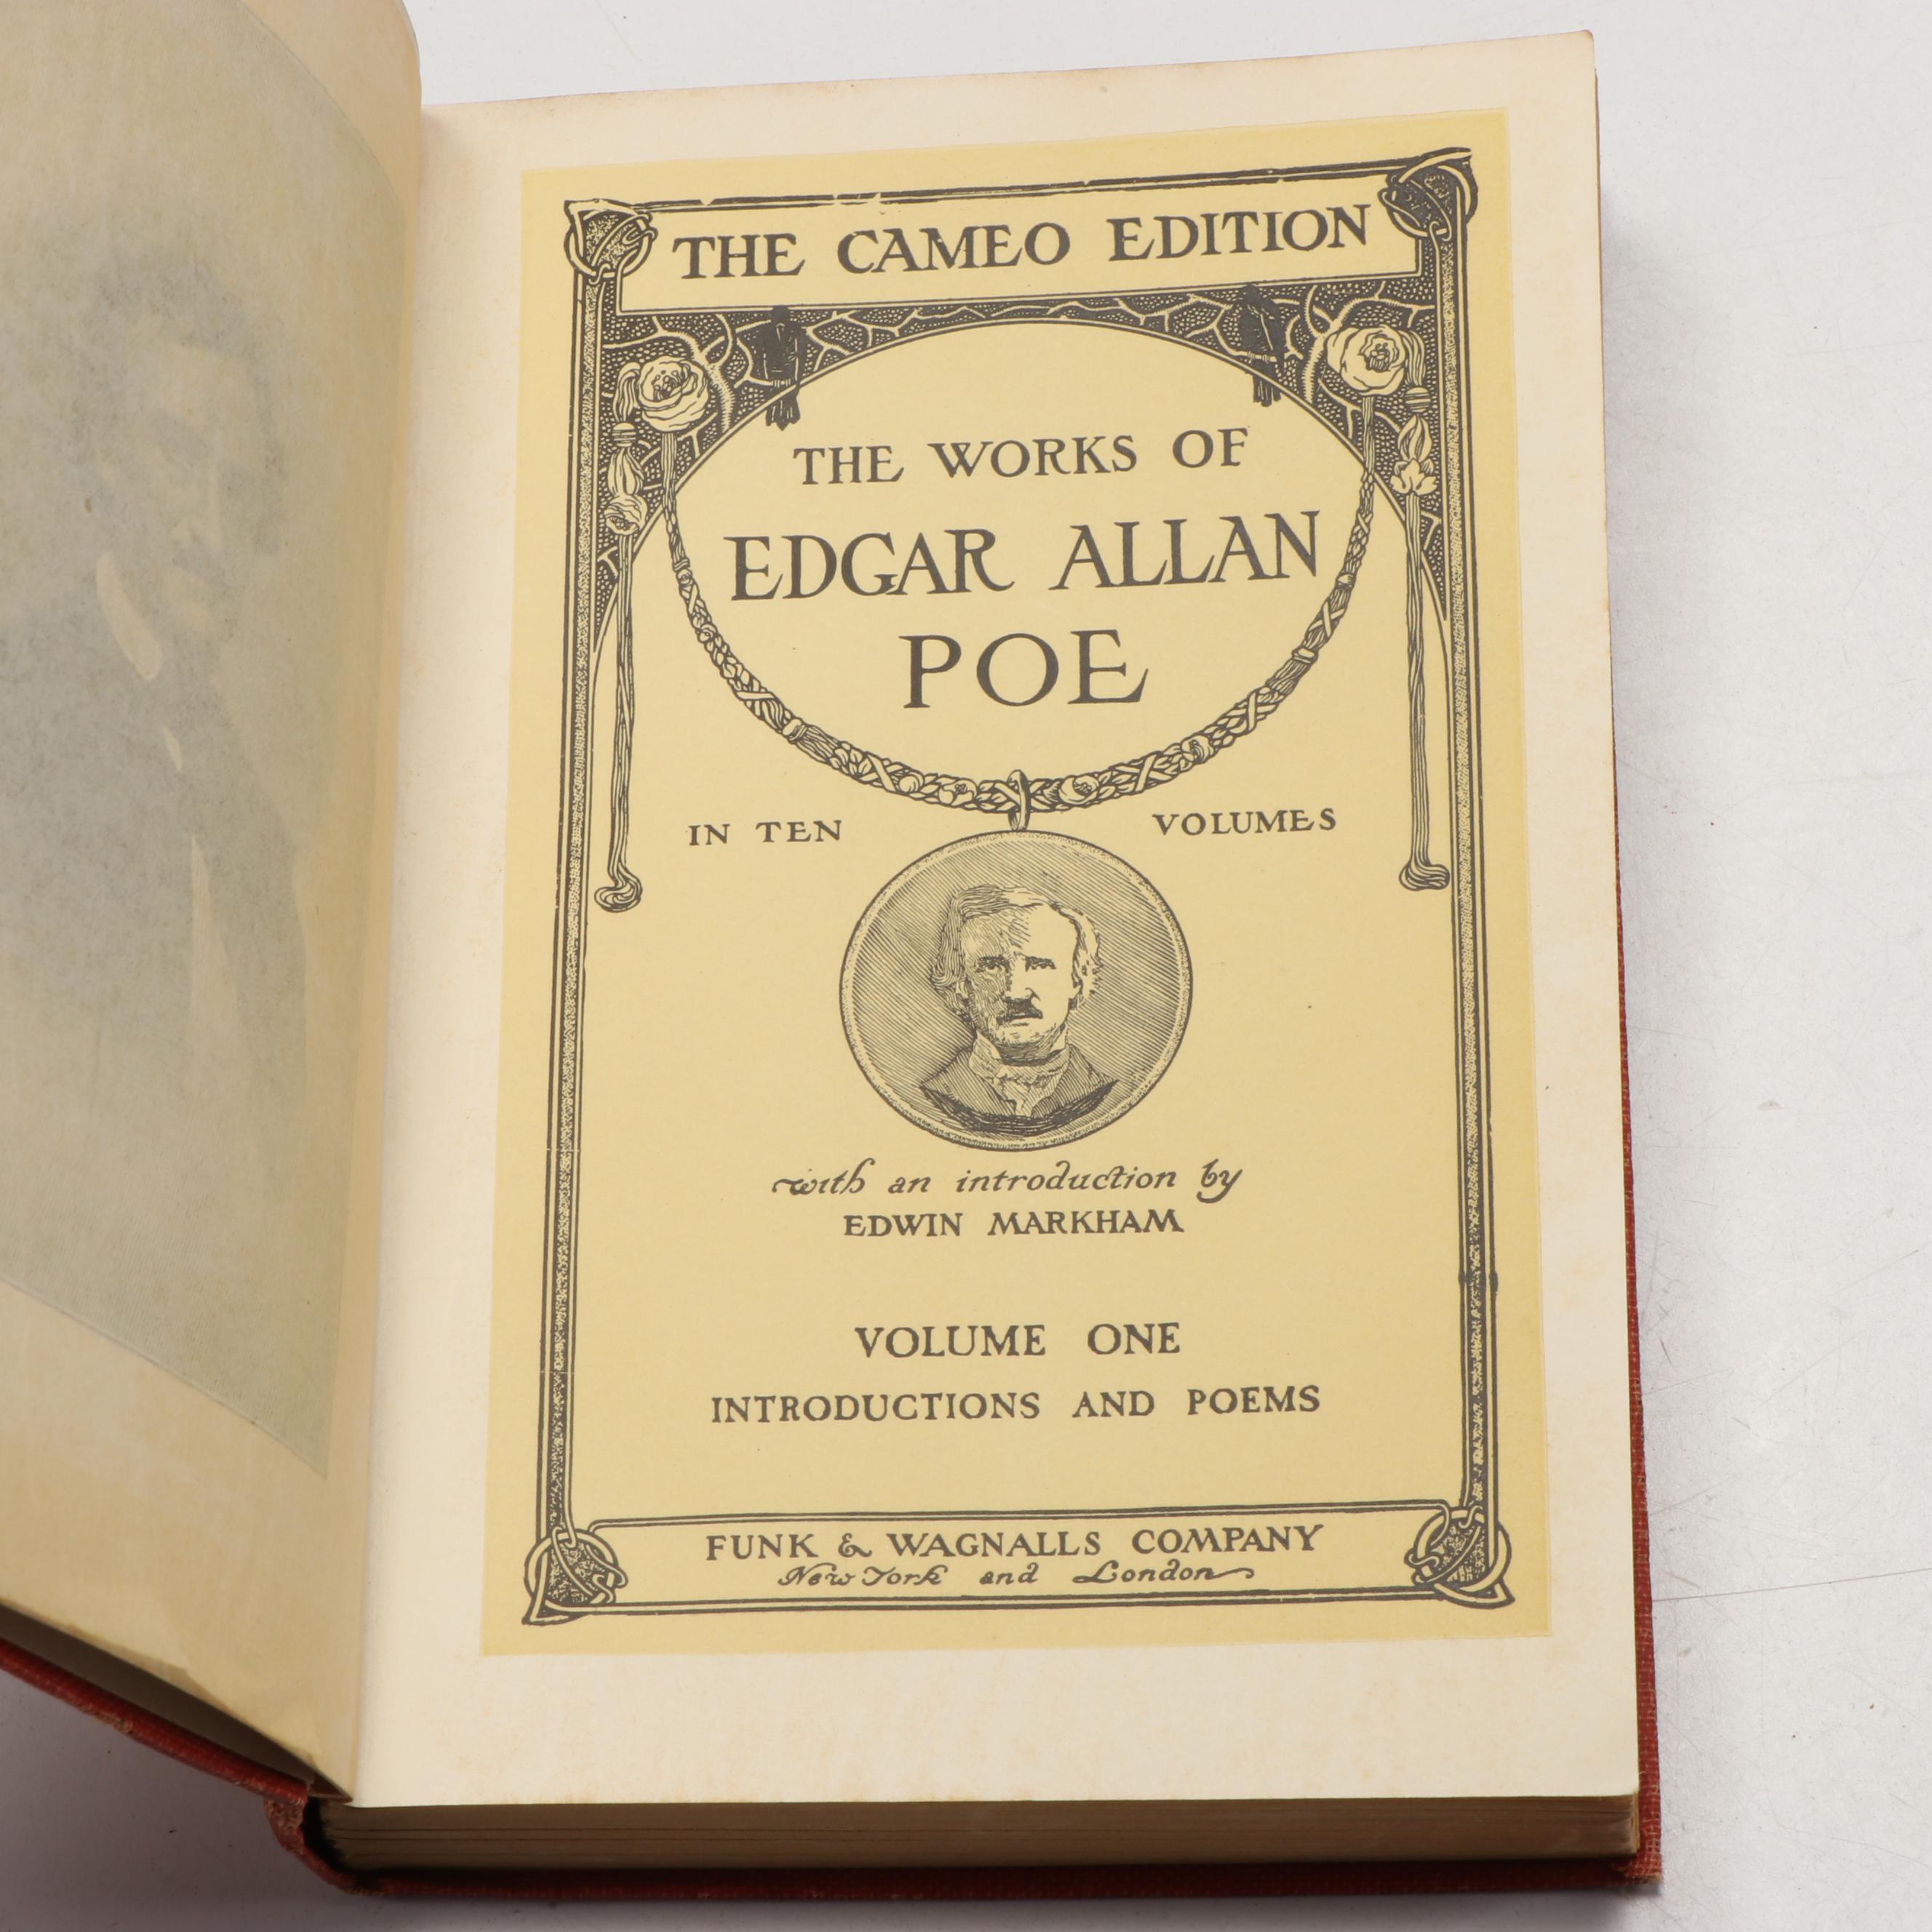 THE CAMEO EDITION
THE WORKS OF
EDGAR ALLAN
POE
IN TEN VOLUMES
with an introduction by
EDWIN MARKHAM
VOLUME ONE
INTRODUCTIONS AND POEMS
FUNK & WAGNALLS COMPANY
New York and London